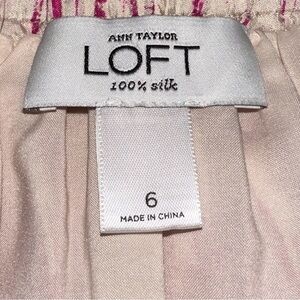 ANN TAYLOR
LOFT
100% silk
6
MADE IN CHINA